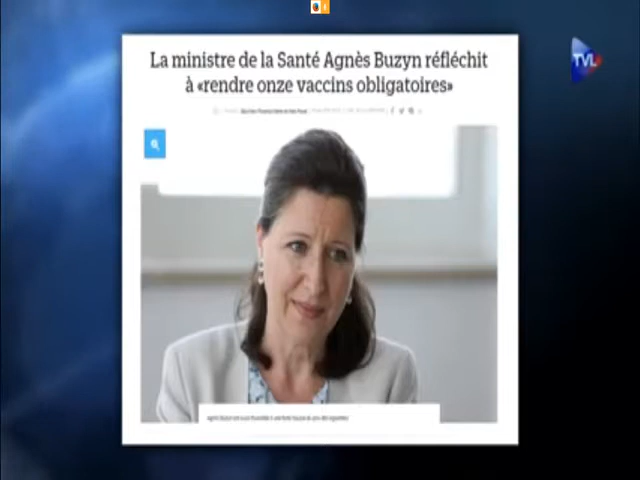 La ministre de la Santé Agnès Buzyn réfléchit
à «rendre onze vaccins obligatoires»
TVL